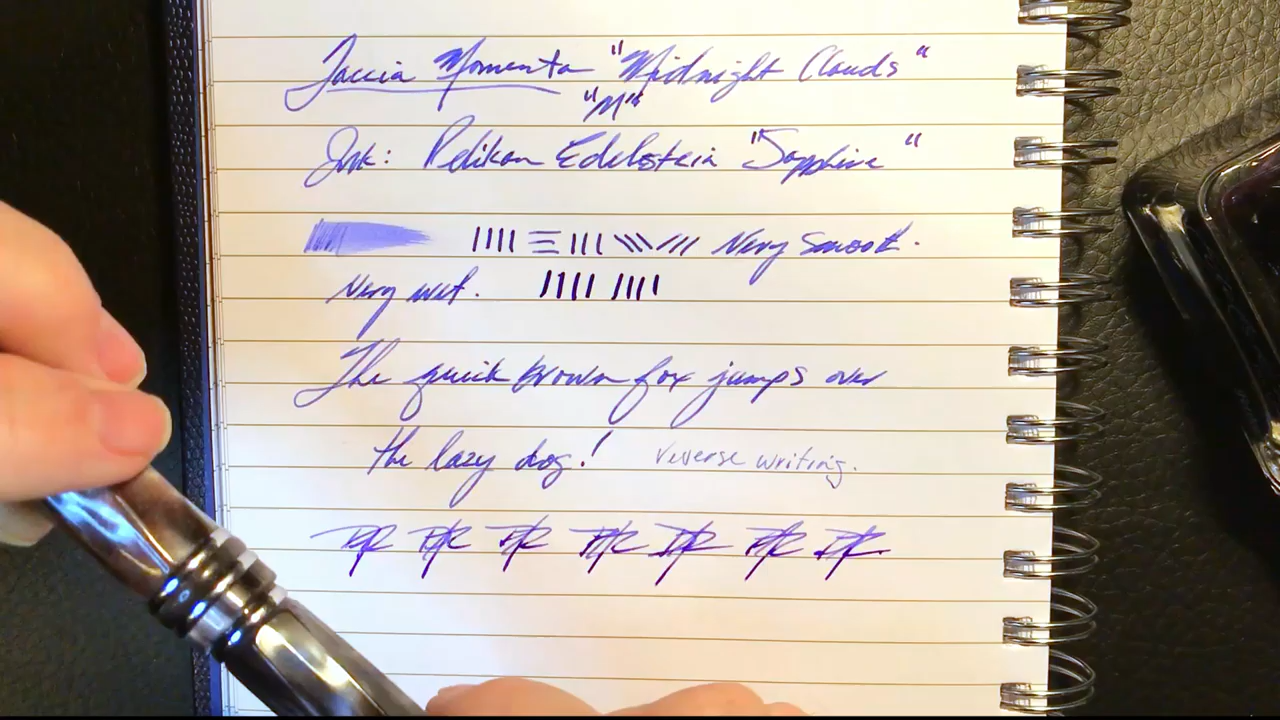 Taccia Momenta "Midnight Clouds"
"M"
Ink: Pelikan Edelstein "Sapphire"
Very Smooth.
Very wet.
The quick brown fox jumps over
the lazy dog!
reverse writing.